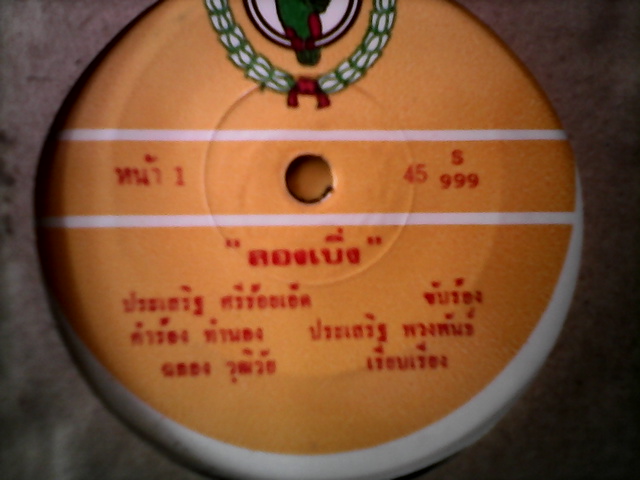 หน้า 1
45 S 999
"ลองเบิ่ง"
ประเสริฐ ศรีร้อยเอ็ด ขับร้อง
คำร้อง ทำนอง ประเสริฐ พวงพันธ์
ฉลอง วุฒิวัย เรียบเรียง